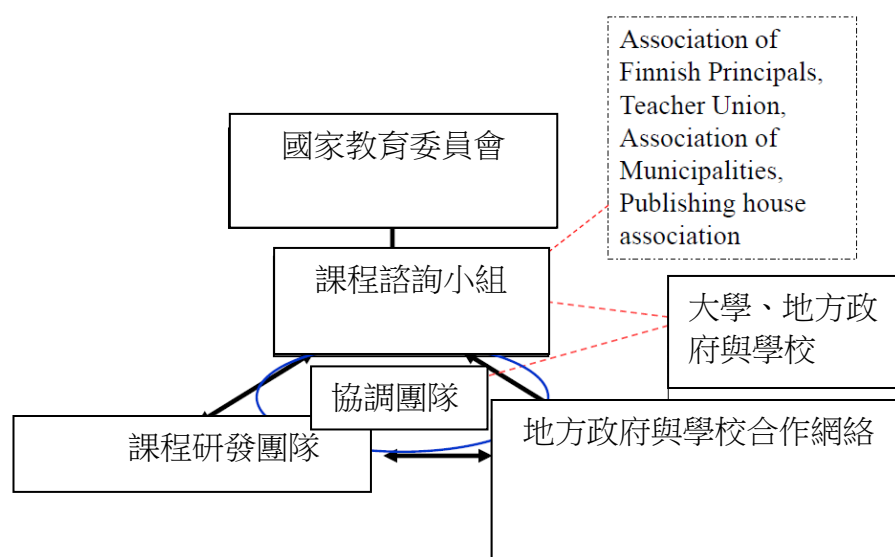 Association of
Finnish Principals,
Teacher Union,
Association of
Municipalities,
Publishing house
association
國家教育委員會
課程諮詢小組
大學、地方政
府與學校
協調團隊
課程研發團隊
地方政府與學校合作網絡